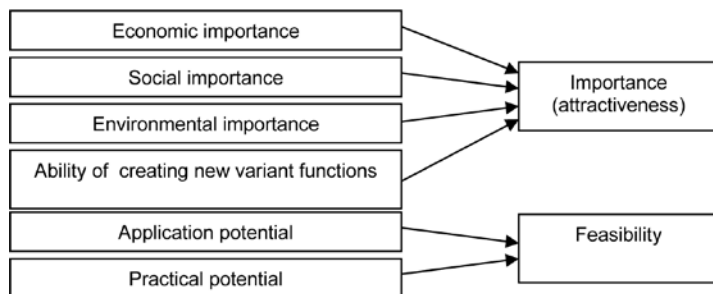 Economic importance
Social importance
Environmental importance
Ability of creating new variant functions
Application potential
Practical potential
Importance
(attractiveness)
Feasibility